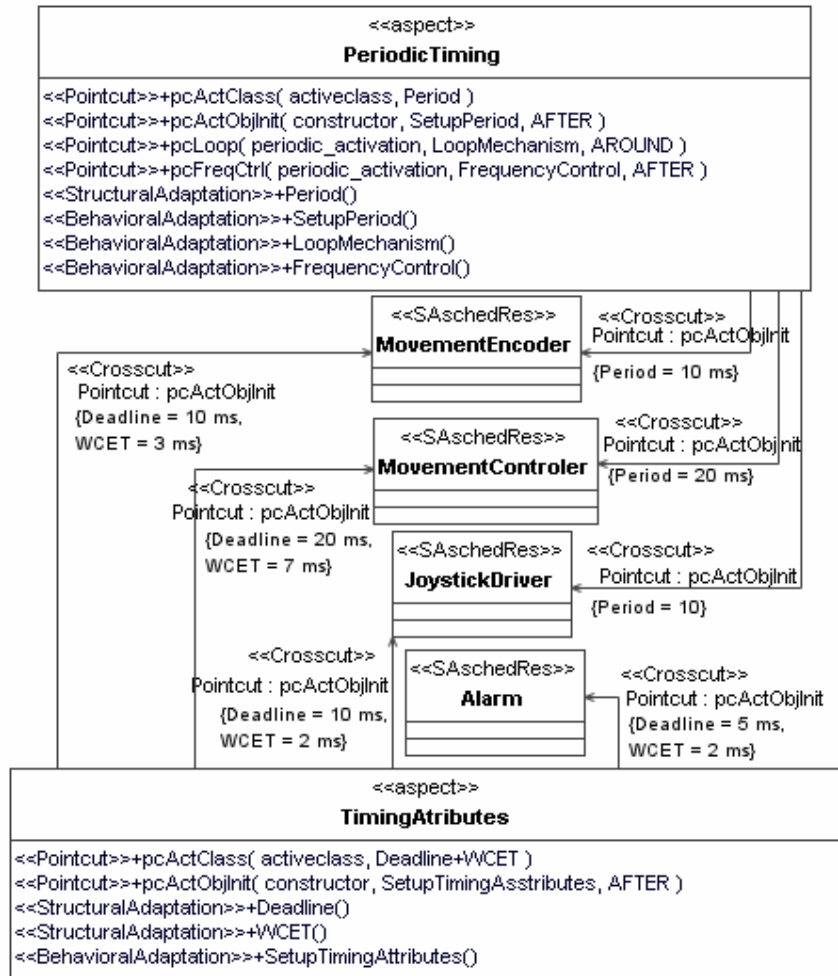 <<aspect>>
PeriodicTiming
<<Pointcut>>+pcActClass( activeclass, Period )
<<Pointcut>>+pcActObjInit( constructor, SetupPeriod, AFTER )
<<Pointcut>>+pcLoop( periodic_activation, LoopMechanism, AROUND )
<<Pointcut>>+pcFreqCtrl( periodic_activation, FrequencyControl, AFTER )
<<StructuralAdaptation>>+Period()
<<BehavioralAdaptation>>+SetupPeriod()
<<BehavioralAdaptation>>+LoopMechanism()
<<BehavioralAdaptation>>+FrequencyControl()
<<SAschedRes>>
MovementEncoder
<<Crosscut>>
Pointcut : pcActObjInit
{Period = 10 ms}
<<Crosscut>>
Pointcut : pcActObjInit
{Deadline = 10 ms,
WCET = 3 ms}
<<SAschedRes>>
MovementControler
<<Crosscut>>
Pointcut : pcActObjInit
{Period = 20 ms}
<<Crosscut>>
Pointcut : pcActObjInit
{Deadline = 20 ms,
WCET = 7 ms}
<<SAschedRes>>
JoystickDriver
<<Crosscut>>
Pointcut : pcActObjInit
{Period = 10}
<<Crosscut>>
Pointcut : pcActObjInit
{Deadline = 10 ms,
WCET = 2 ms}
<<SAschedRes>>
Alarm
<<Crosscut>>
Pointcut : pcActObjInit
{Deadline = 5 ms,
WCET = 2 ms}
<<aspect>>
TimingAtributes
<<Pointcut>>+pcActClass( activeclass, Deadline+WCET )
<<Pointcut>>+pcActObjInit( constructor, SetupTimingAsstributes, AFTER )
<<StructuralAdaptation>>+Deadline()
<<StructuralAdaptation>>+WCET()
<<BehavioralAdaptation>>+SetupTimingAttributes()